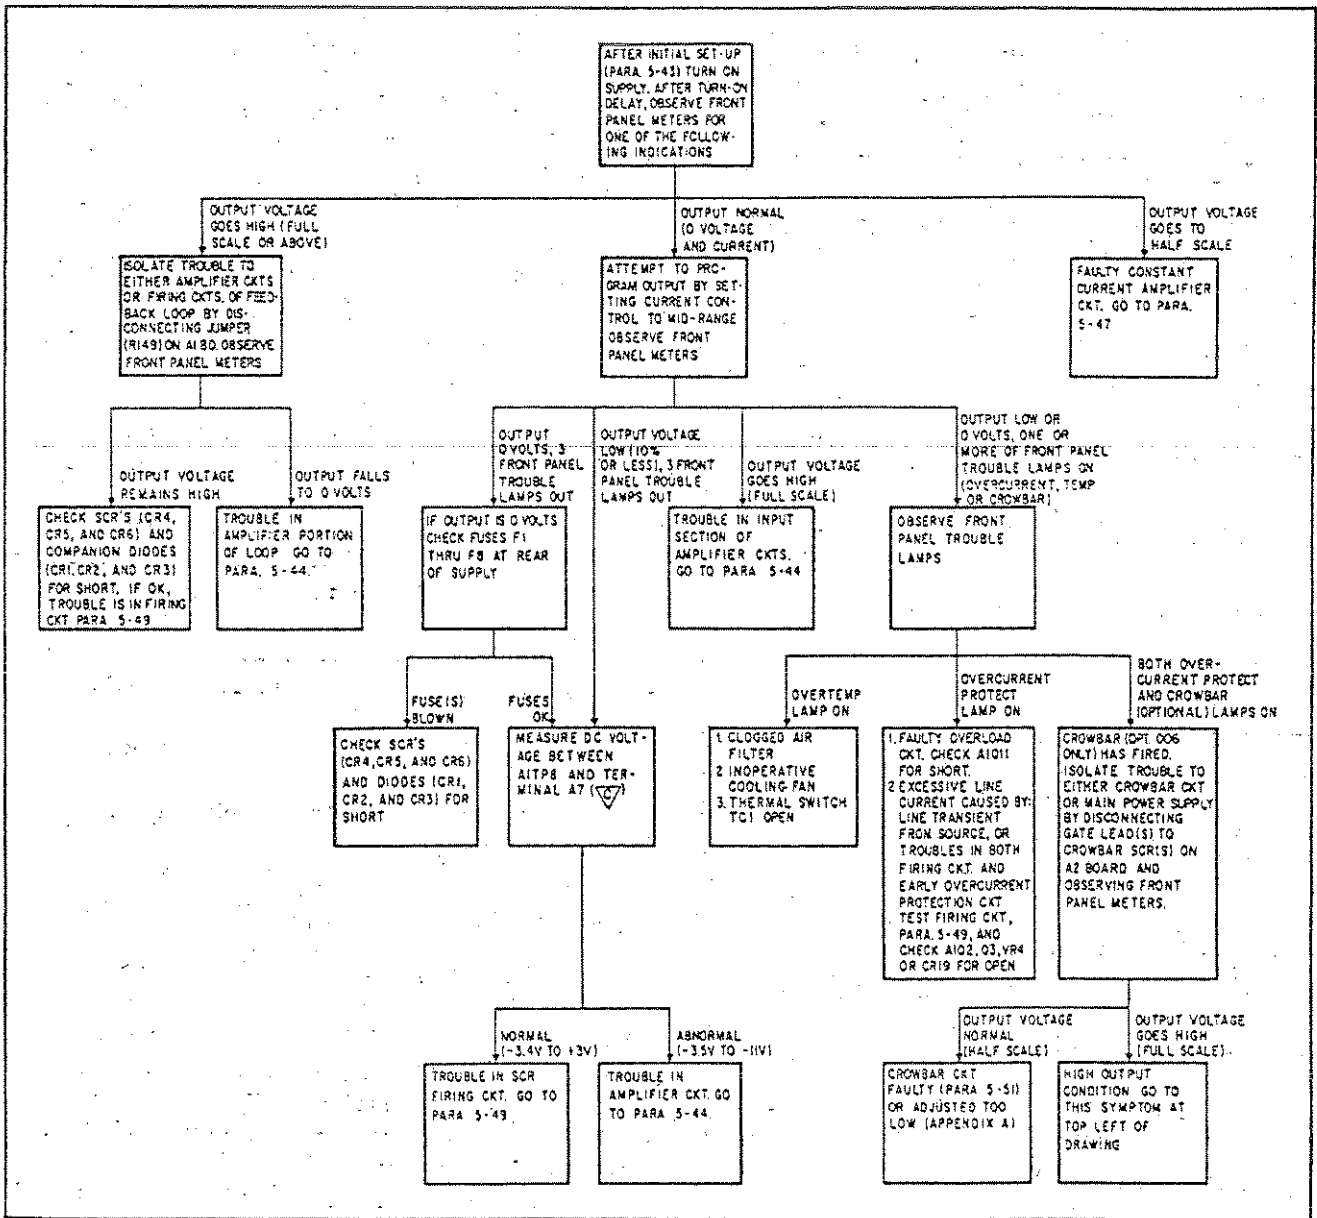 AFTER INITIAL SET-UP
(PARA. 5-43) TURN ON
SUPPLY. AFTER TURN-ON
DELAY, OBSERVE FRONT
PANEL METERS FOR
ONE OF THE FOLLOW-
ING INDICATIONS
OUTPUT VOLTAGE
GOES HIGH (FULL
SCALE OR ABOVE)
OUTPUT NORMAL
(0 VOLTAGE
AND CURRENT)
OUTPUT VOLTAGE
GOES TO
HALF SCALE
ISOLATE TROUBLE TO
EITHER AMPLIFIER CKTS
OR FIRING CKTS. OF FEED-
BACK LOOP BY DIS-
CONNECTING JUMPER
(R149) ON A1 BD. OBSERVE
FRONT PANEL METERS
ATTEMPT TO PRO-
GRAM OUTPUT BY SET-
TING CURRENT CON-
TROL TO MID-RANGE
OBSERVE FRONT
PANEL METERS
FAULTY CONSTANT
CURRENT AMPLIFIER
CKT. GO TO PARA.
5-47
OUTPUT VOLTAGE
REMAINS HIGH
OUTPUT FALLS
TO 0 VOLTS
OUTPUT
0 VOLTS, 3
FRONT PANEL
TROUBLE
LAMPS OUT
OUTPUT VOLTAGE
LOW (10%
OR LESS), 3 FRONT
PANEL TROUBLE
LAMPS OUT
OUTPUT VOLTAGE
GOES HIGH
(FULL SCALE)
OUTPUT LOW OR
0 VOLTS, ONE OR
MORE OF FRONT PANEL
TROUBLE LAMPS ON
(OVERCURRENT, TEMP
OR CROWBAR)
CHECK SCR'S (CR4,
CR5, AND CR6) AND
COMPANION DIODES
(CR1, CR2, AND CR3)
FOR SHORT. IF OK,
TROUBLE IS IN FIRING
CKT PARA 5-49
TROUBLE IN
AMPLIFIER PORTION
OF LOOP GO TO
PARA. 5-44.
IF OUTPUT IS 0 VOLTS
CHECK FUSES F1
THRU F8 AT REAR
OF SUPPLY
TROUBLE IN INPUT
SECTION OF
AMPLIFIER CKTS.
GO TO PARA 5-44
OBSERVE FRONT
PANEL TROUBLE
LAMPS
FUSE(S)
BLOWN
FUSES
OK
OVERTEMP
LAMP ON
OVERCURRENT
PROTECT
LAMP ON
BOTH OVER-
CURRENT PROTECT
AND CROWBAR
(OPTIONAL) LAMPS ON
CHECK SCR'S
(CR4, CR5, AND CR6)
AND DIODES (CR1,
CR2, AND CR3) FOR
SHORT
MEASURE DC VOLT-
AGE BETWEEN
A1TP8 AND TER-
MINAL A7 (C)
1. CLOGGED AIR
FILTER
2 INOPERATIVE
COOLING FAN
3. THERMAL SWITCH
TC1 OPEN
1. FAULTY OVERLOAD
CKT. CHECK A1Q11
FOR SHORT.
2 EXCESSIVE LINE
CURRENT CAUSED BY:
LINE TRANSIENT
FROM SOURCE, OR
TROUBLES IN BOTH
FIRING CKT. AND
EARLY OVERCURRENT
PROTECTION CKT
TEST FIRING CKT,
PARA. 5-49, AND
CHECK A1Q2, Q3, VR4
OR CR19 FOR OPEN
CROWBAR (OPT. 006
ONLY) HAS FIRED.
ISOLATE TROUBLE TO
EITHER CROWBAR CKT
OR MAIN POWER SUPPLY
BY DISCONNECTING
GATE LEAD(S) TO
CROWBAR SCR(S) ON
A2 BOARD AND
OBSERVING FRONT
PANEL METERS.
NORMAL
(-3.4V TO +3V)
ABNORMAL
(-3.5V TO -11V)
OUTPUT VOLTAGE
NORMAL
(HALF SCALE)
OUTPUT VOLTAGE
GOES HIGH
(FULL SCALE).
TROUBLE IN SCR
FIRING CKT. GO TO
PARA 5-49
TROUBLE IN
AMPLIFIER CKT. GO
TO PARA 5-44.
CROWBAR CKT
FAULTY (PARA 5-51)
OR ADJUSTED TOO
LOW (APPENDIX A)
HIGH OUTPUT
CONDITION GO TO
THIS SYMPTOM AT
TOP LEFT OF
DRAWING